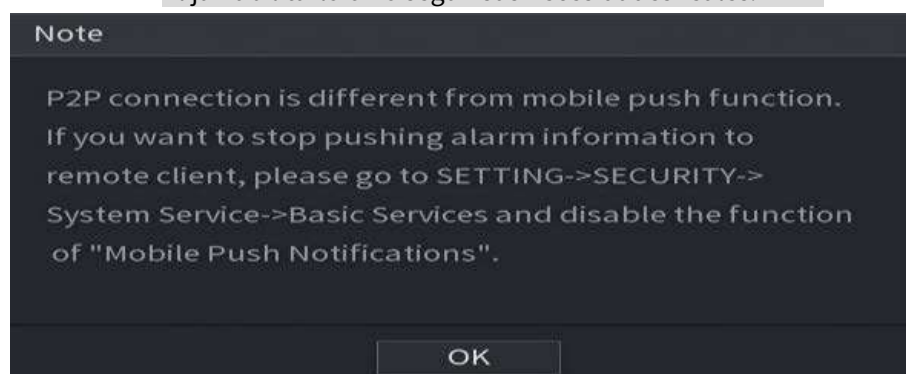 Note
P2P connection is different from mobile push function.
If you want to stop pushing alarm information to
remote client, please go to SETTING->SECURITY->
System Service->Basic Services and disable the function
of "Mobile Push Notifications".
OK